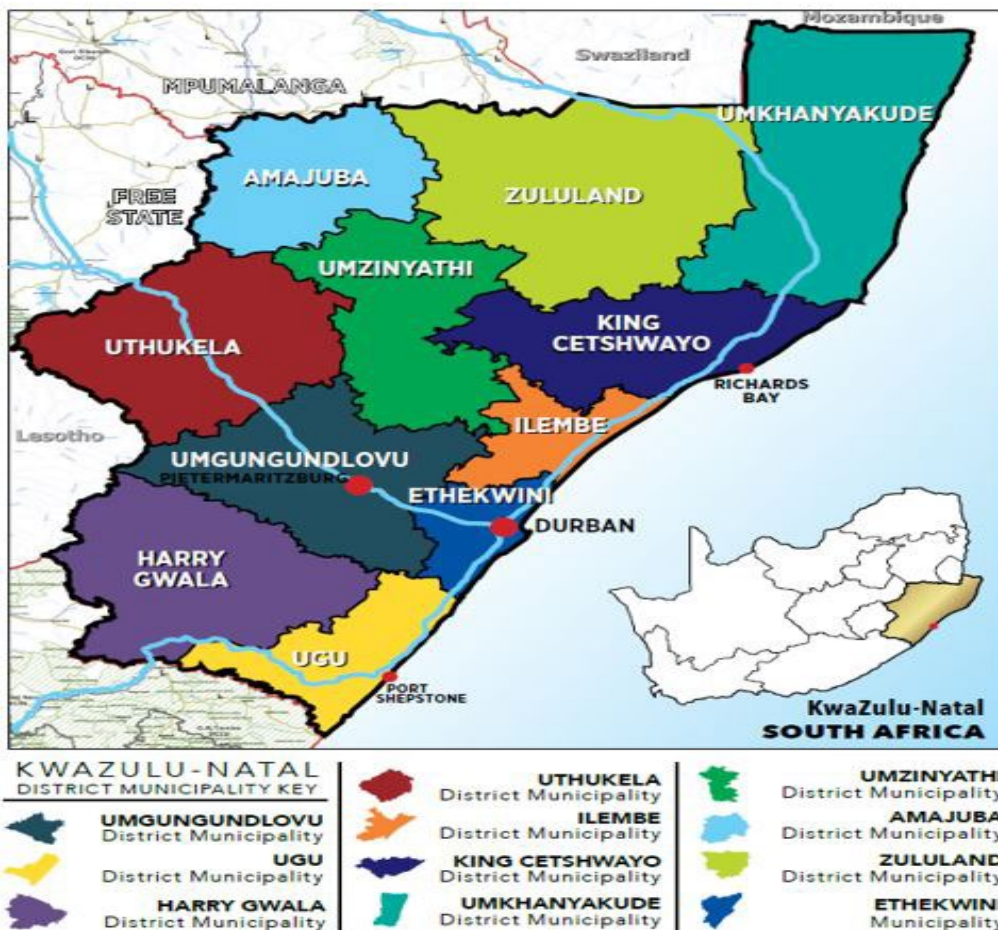 Mozambique
Swaziland
MPUMALANGA
UMKHANYAKUDE
AMAJUBA
ZULULAND
FREE
STATE
UMZINYATHI
KING
CETSHWAYO
UTHUKELA
RICHARDS
BAY
ILEMBE
Lasotho
UMGUNGUNDLOVU
PIETERMARITZBURG
ETHEKWINI
DURBAN
HARRY
GWALA
UGU
PORT
SHEPSTONE
KwaZulu-Natal
SOUTH AFRICA
KWAZULU-NATAL
DISTRICT MUNICIPALITY KEY
UMGUNGUNDLOVU
District Municipality
UGU
District Municipality
HARRY GWALA
District Municipality
UTHUKELA
District Municipality
ILEMBE
District Municipality
KING CETSHWAYO
District Municipality
UMKHANYAKUDE
District Municipality
UMZINYATHI
District Municipality
AMAJUBA
District Municipality
ZULULAND
District Municipality
ETHEKWINI
Municipality